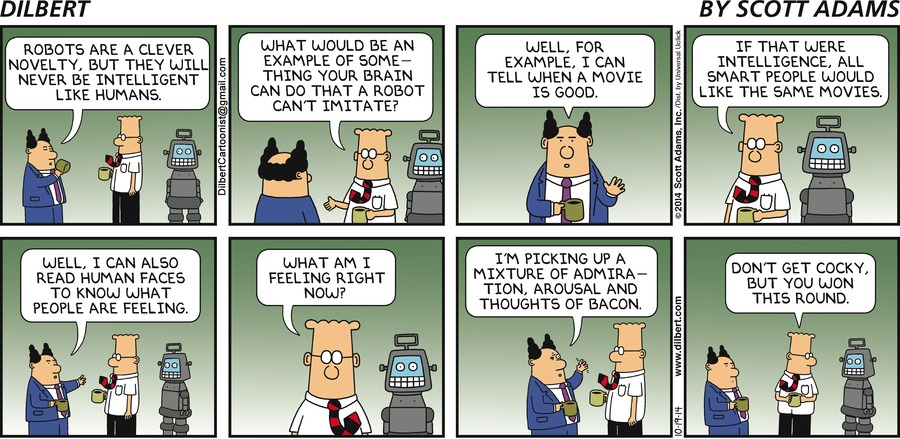 DILBERT
BY SCOTT ADAMS
ROBOTS ARE A CLEVER
NOVELTY, BUT THEY WILL
NEVER BE INTELLIGENT
LIKE HUMANS.
DilbertCartoonist@gmail.com
WHAT WOULD BE AN
EXAMPLE OF SOME-
THING YOUR BRAIN
CAN DO THAT A ROBOT
CAN'T IMITATE?
WELL, FOR
EXAMPLE, I CAN
TELL WHEN A MOVIE
IS GOOD.
©2014 Scott Adams, Inc. /Dist. by Universal Uclick
IF THAT WERE
INTELLIGENCE, ALL
SMART PEOPLE WOULD
LIKE THE SAME MOVIES.
WELL, I CAN ALSO
READ HUMAN FACES
TO KNOW WHAT
PEOPLE ARE FEELING.
WHAT AM I
FEELING RIGHT
NOW?
I'M PICKING UP A
MIXTURE OF ADMIRA-
TION, AROUSAL AND
THOUGHTS OF BACON.
10-19-14 www.dilbert.com
DON'T GET COCKY,
BUT YOU WON
THIS ROUND.